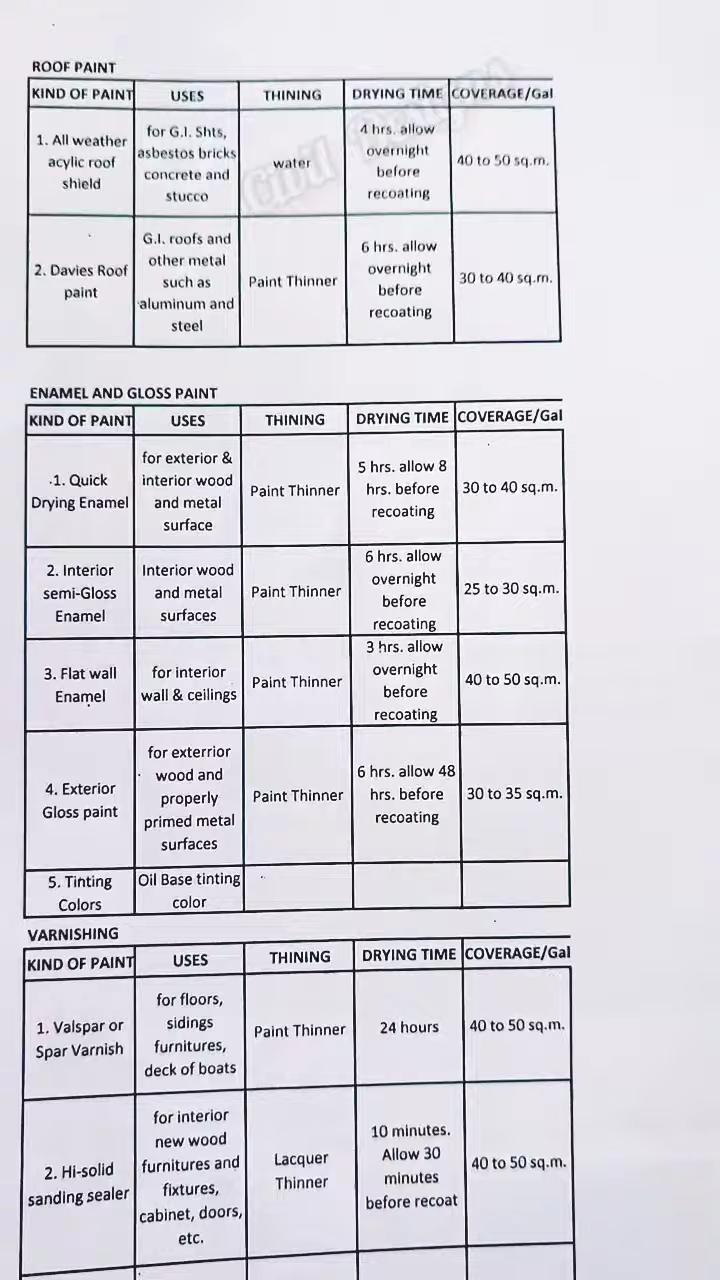 ROOF PAINT
KIND OF PAINT USES THINING DRYING TIME COVERAGE/Gal
1. All weather
acylic roof
shield
for G.I. Shts,
asbestos bricks
concrete and
stucco
water
4 hrs. allow
overnight
before
recoating
40 to 50 sq.m.
2. Davies Roof
paint
G.I. roofs and
other metal
such as
aluminum and
steel
Paint Thinner
6 hrs. allow
overnight
before
recoating
30 to 40 sq.m.
ENAMEL AND GLOSS PAINT
KIND OF PAINT USES THINING DRYING TIME COVERAGE/Gal
1. Quick
Drying Enamel
for exterior &
interior wood
and metal
surface
Paint Thinner
5 hrs. allow 8
hrs. before
recoating
30 to 40 sq.m.
2. Interior
semi-Gloss
Enamel
Interior wood
and metal
surfaces
Paint Thinner
6 hrs. allow
overnight
before
recoating
25 to 30 sq.m.
3. Flat wall
Enamel
for interior
wall & ceilings
Paint Thinner
3 hrs. allow
overnight
before
recoating
40 to 50 sq.m.
4. Exterior
Gloss paint
for exterrior
wood and
properly
primed metal
surfaces
Paint Thinner
6 hrs. allow 48
hrs. before
recoating
30 to 35 sq.m.
5. Tinting
Colors
Oil Base tinting
color
VARNISHING
KIND OF PAINT USES THINING DRYING TIME COVERAGE/Gal
1. Valspar or
Spar Varnish
for floors,
sidings
furnitures,
deck of boats
Paint Thinner
24 hours
40 to 50 sq.m.
2. Hi-solid
sanding sealer
for interior
new wood
furnitures and
fixtures,
cabinet, doors,
etc.
Lacquer
Thinner
10 minutes.
Allow 30
minutes
before recoat
40 to 50 sq.m.
Civil